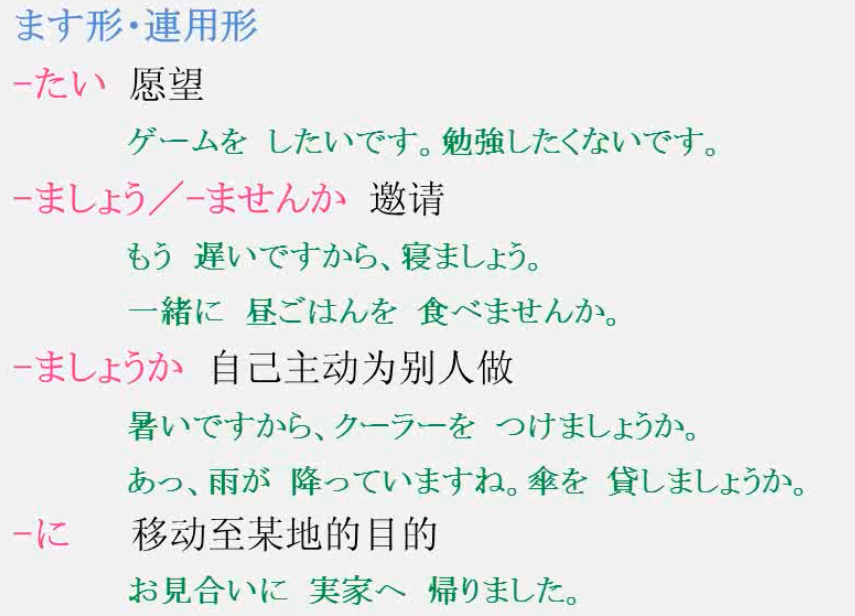 ます形・連用形
−たい 愿望
ゲームを したいです。勉強したくないです。
−ましょう／−ませんか 邀请
もう 遅いですから、寝ましょう。
一緒に 昼ごはんを 食べませんか。
−ましょうか 自己主动为别人做
暑いですから、クーラーを つけましょうか。
あっ、雨が 降っていますね。傘を 貸しましょうか。
−に 移动至某地的目的
お見合いに 実家へ 帰りました。